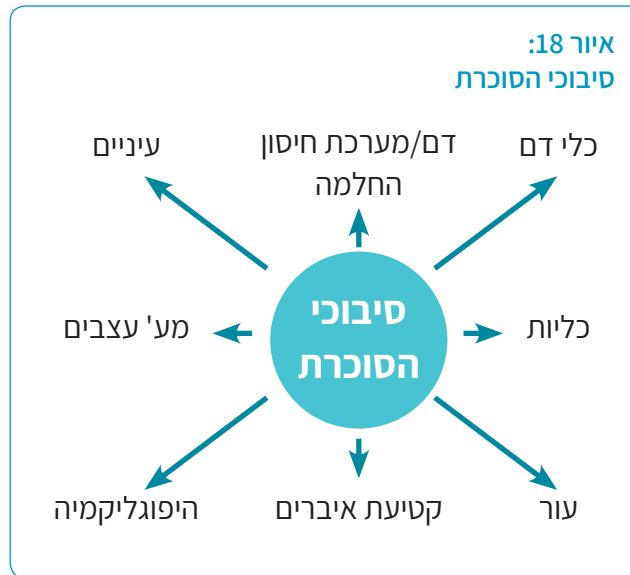 איור 18:
סיבוכי הסוכרת
כלי דם
דם/מערכת חיסון
החלמה
עיניים
כליות
סיבוכי
הסוכרת
מע' עצבים
עור
קטיעת איברים
היפוגליקמיה